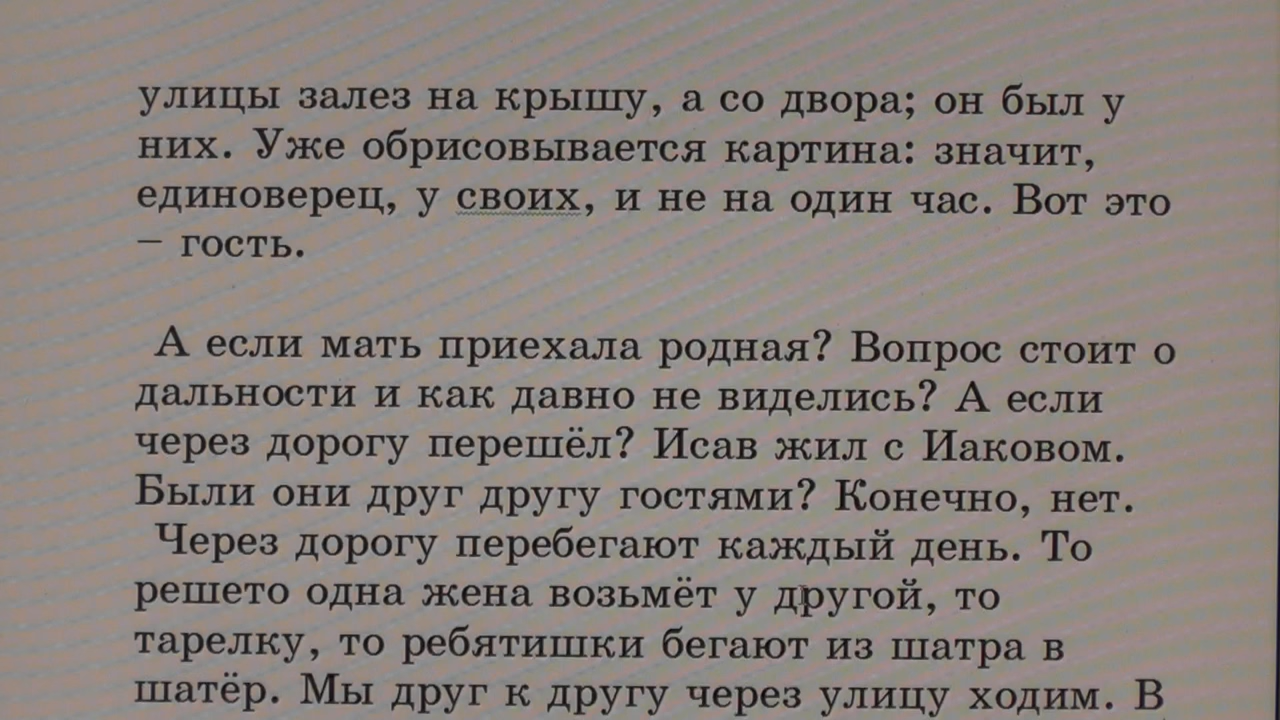 улицы залез на крышу, а со двора; он был у
них. Уже обрисовывается картина: значит,
единоверец, у своих, и не на один час. Вот это
– гость.
А если мать приехала родная? Вопрос стоит о
дальности и как давно не виделись? А если
через дорогу перешёл? Исав жил с Иаковом.
Были они друг другу гостями? Конечно, нет.
Через дорогу перебегают каждый день. То
решето одна жена возьмёт у другой, то
тарелку, то ребятишки бегают из шатра в
шатёр. Мы друг к другу через улицу ходим. В